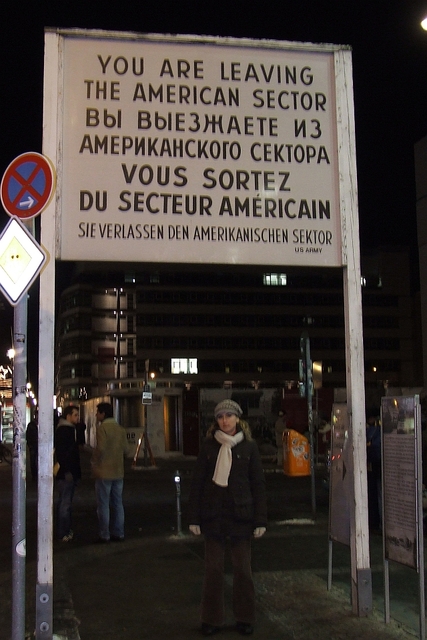 YOU ARE LEAVING
THE AMERICAN SECTOR
ВЫ ВЫЕЗЖАЕТЕ ИЗ
АМЕРИКАНСКОГО СЕКТОРА
VOUS SORTEZ
DU SECTEUR AMÉRICAIN
SIE VERLASSEN DEN AMERIKANISCHEN SEKTOR
US ARMY